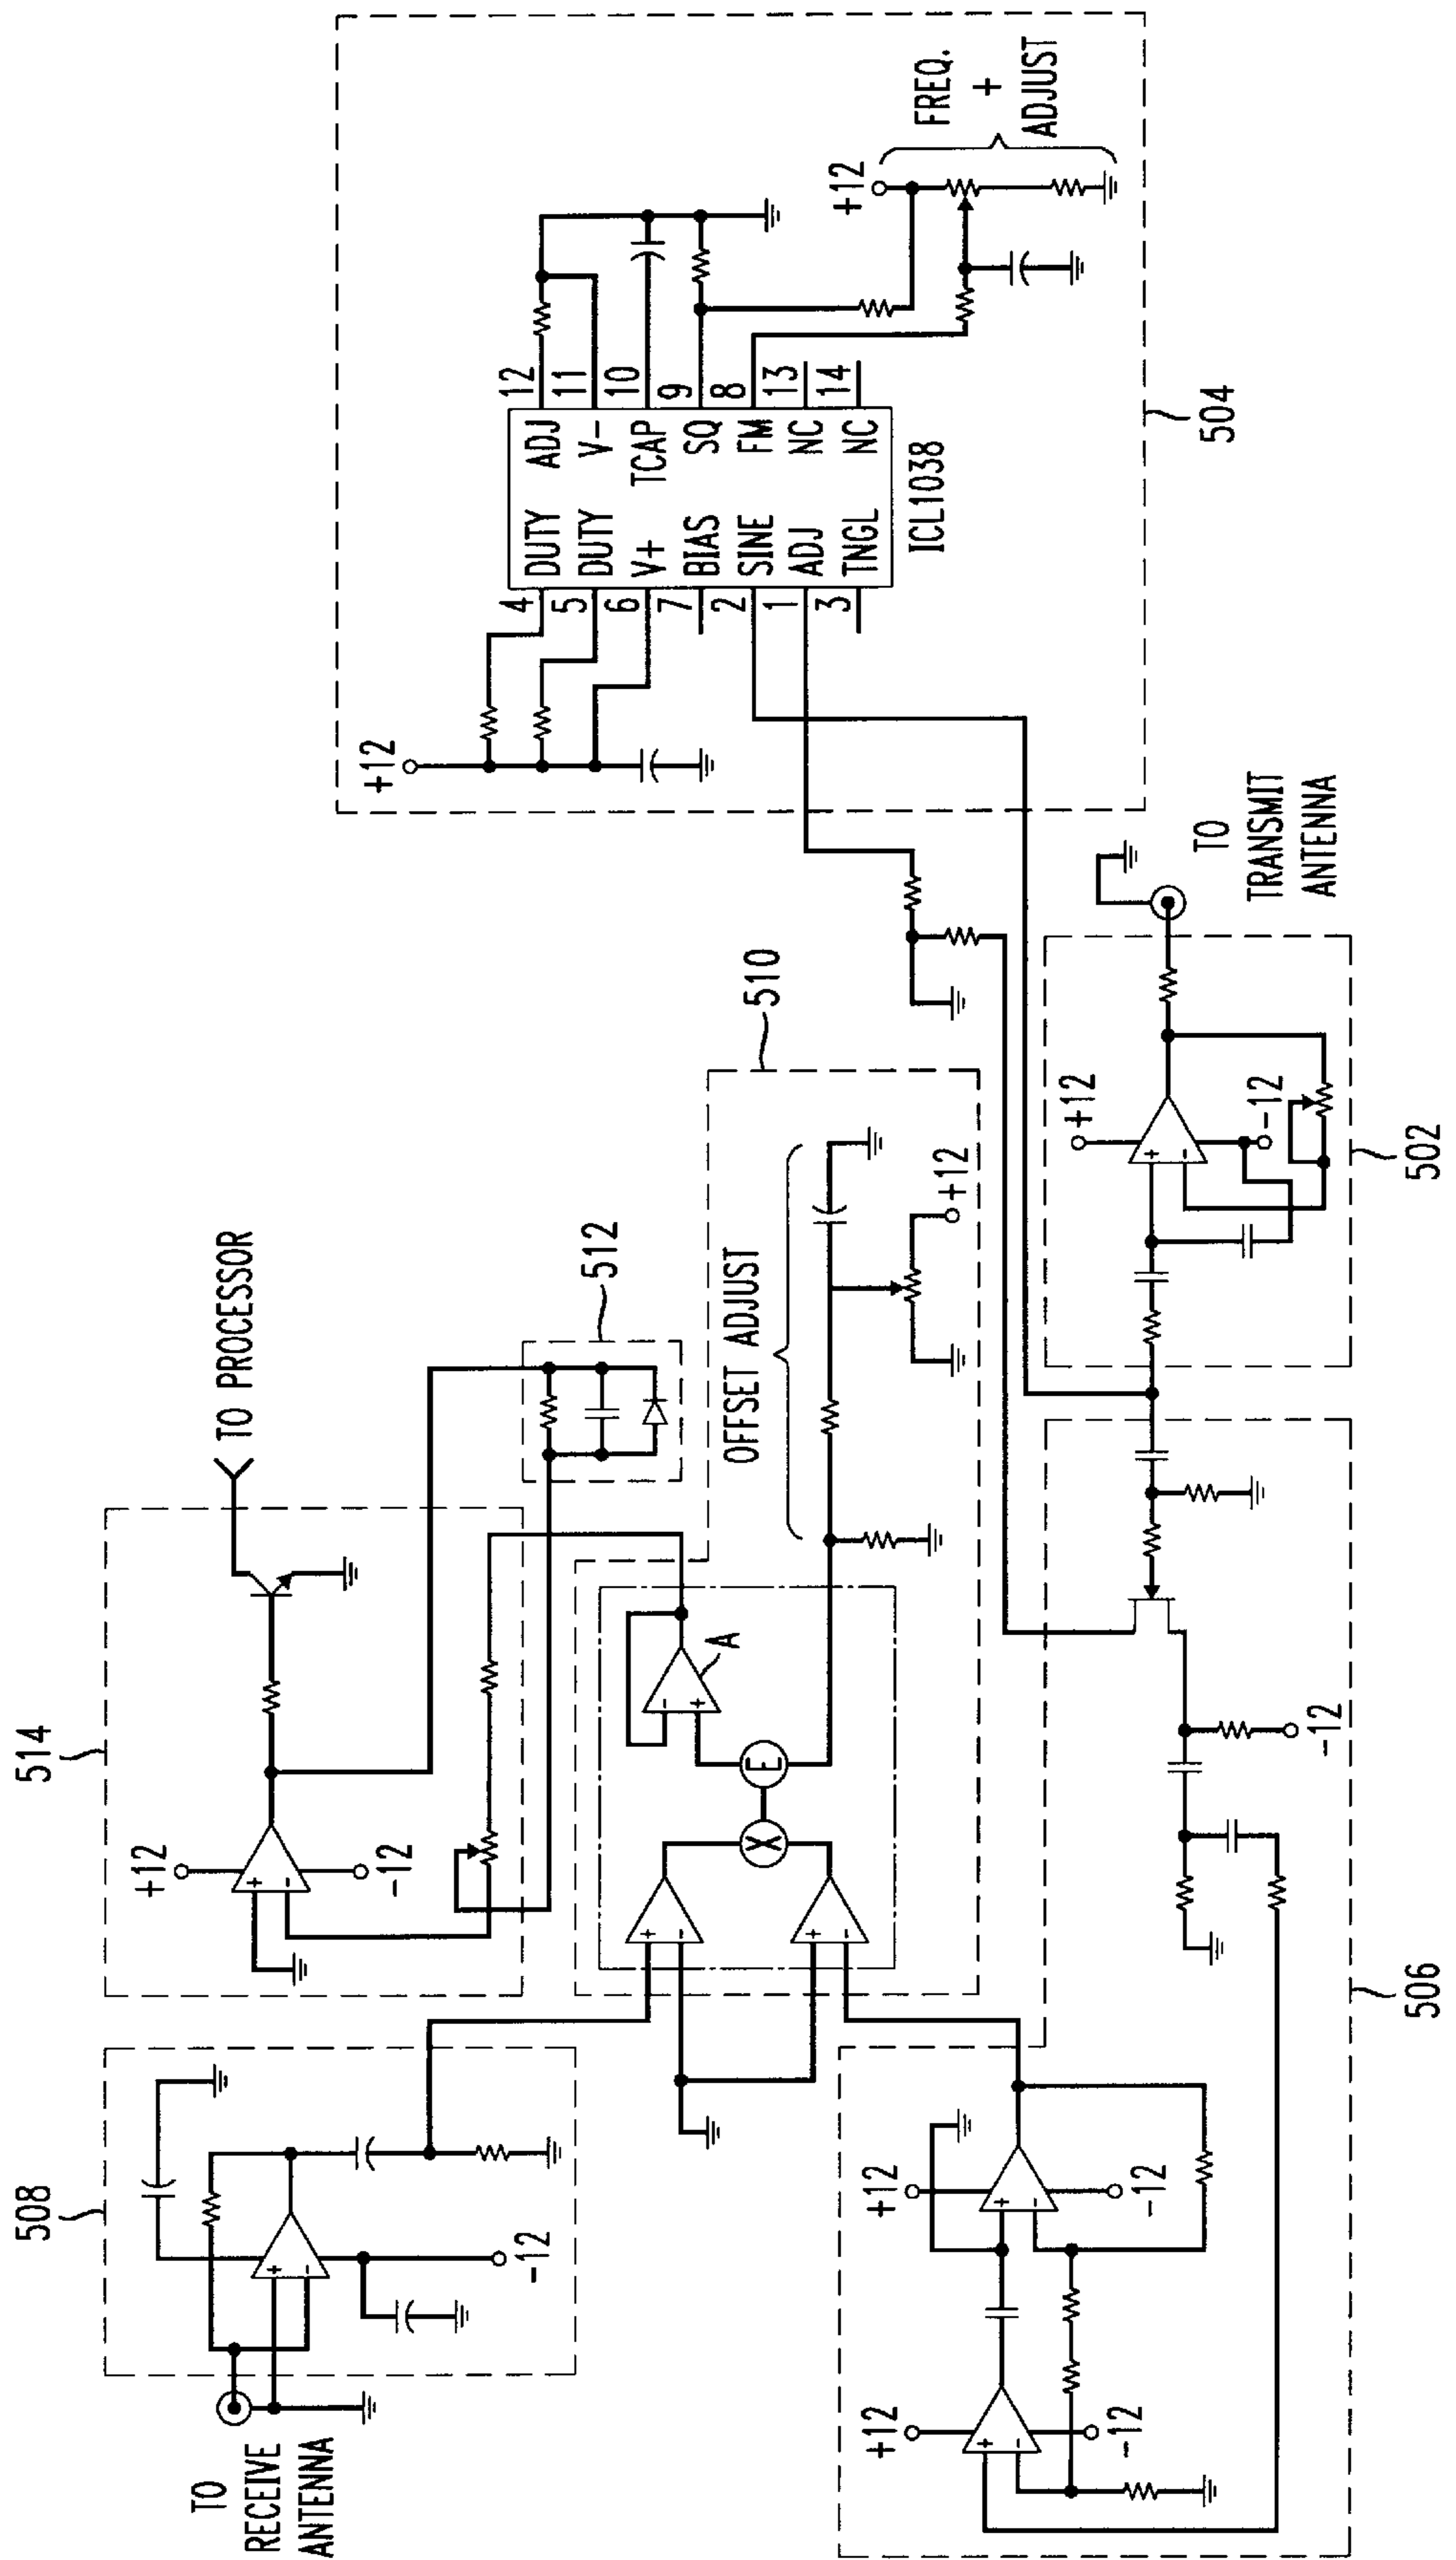 TO
RECEIVE
ANTENNA
508
-12
514
+12
-12
+
-
TO PROCESSOR
512
510
OFFSET ADJUST
+12
A
E
X
+
-
+
-
+
-
+12
-12
+
-
+12
-12
+
-
506
-12
+12
-12
+
-
502
TO
TRANSMIT
ANTENNA
504
+12
4
5
6
7
2
1
3
DUTY
DUTY
V+
BIAS
SINE
ADJ
TNGL
ADJ
V-
TCAP
SQ
FM
NC
NC
12
11
10
9
8
13
14
ICL1038
+12
FREQ.
+
ADJUST
+
-